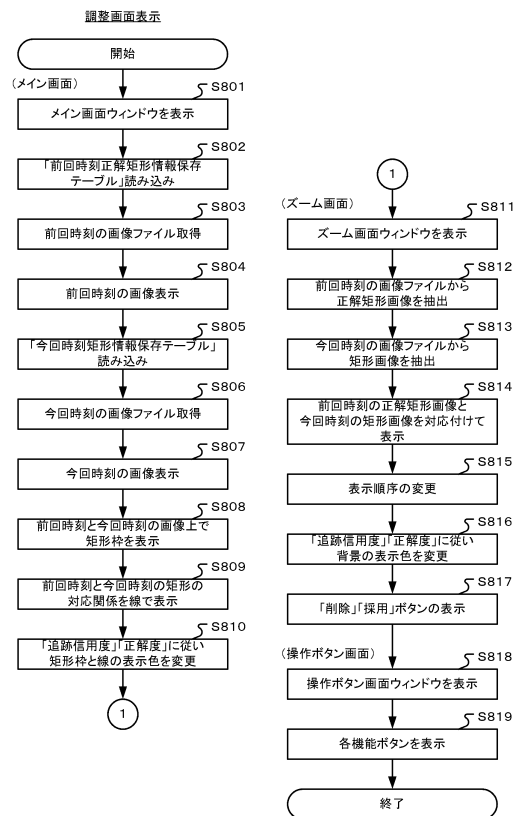 調整画面表示
開始
(メイン画面)
S801
メイン画面ウィンドウを表示
S802
「前回時刻正解矩形情報保存
テーブル」読み込み
S803
前回時刻の画像ファイル取得
S804
前回時刻の画像表示
S805
「今回時刻矩形情報保存テーブル」
読み込み
S806
今回時刻の画像ファイル取得
S807
今回時刻の画像表示
S808
前回時刻と今回時刻の画像上で
矩形枠を表示
S809
前回時刻と今回時刻の矩形の
対応関係を線で表示
S810
「追跡信用度」「正解度」に従い
矩形枠と線の表示色を変更
1
1
(ズーム画面)
S811
ズーム画面ウィンドウを表示
S812
前回時刻の画像ファイルから
正解矩形画像を抽出
S813
今回時刻の画像ファイルから
矩形画像を抽出
S814
前回時刻の正解矩形画像と
今回時刻の矩形画像を対応付けて
表示
S815
表示順序の変更
S816
「追跡信用度」「正解度」に従い
背景の表示色を変更
S817
「削除」「採用」ボタンの表示
(操作ボタン画面)
S818
操作ボタン画面ウィンドウを表示
S819
各機能ボタンを表示
終了